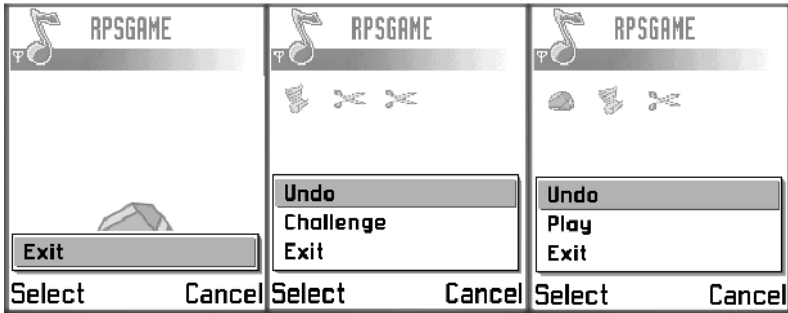 RPSGAME
Exit
Select Cancel
RPSGAME
Undo
Challenge
Exit
Select Cancel
RPSGAME
Undo
Play
Exit
Select Cancel